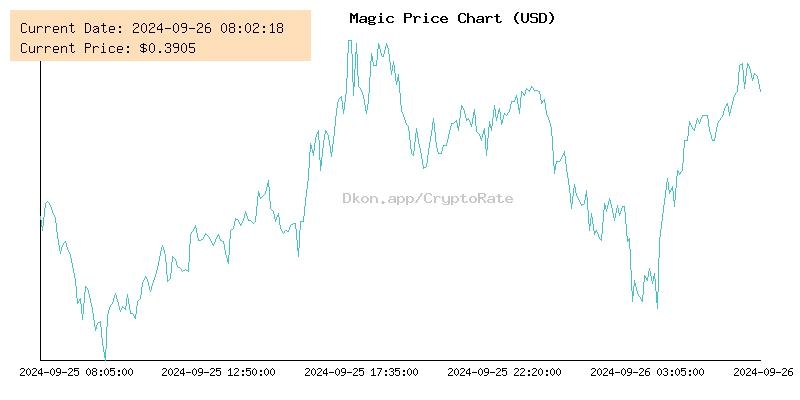 Magic Price Chart (USD)
Current Date: 2024-09-26 08:02:18
Current Price: $0.3905
Dkon.app/CryptoRate
2024-09-25 08:05:00 2024-09-25 12:50:00 2024-09-25 17:35:00 2024-09-25 22:20:00 2024-09-26 03:05:00 2024-09-26